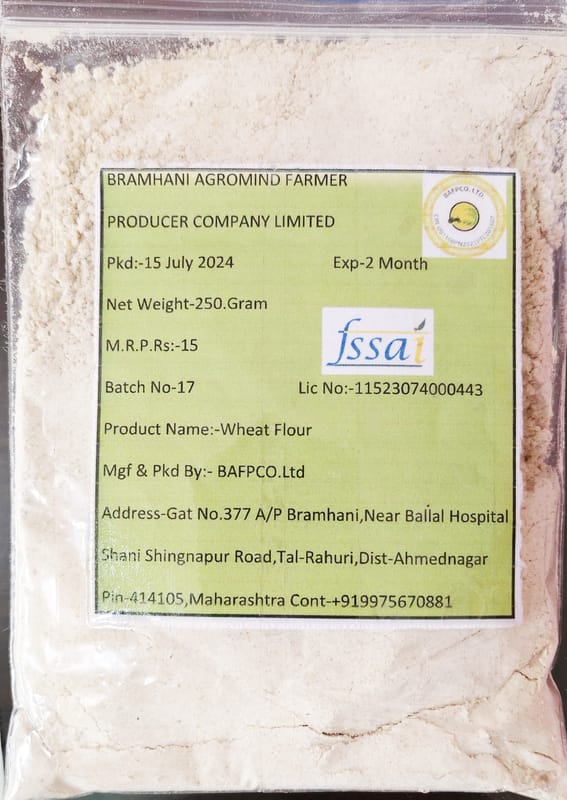 BRAMHANI AGROMIND FARMER
BAFPCO.LTD
PRODUCER COMPANY LIMITED
Pkd:-15 July 2024 Exp-2 Month
Net Weight-250.Gram
fssai
M.R.P.Rs:-15
Batch No-17 Lic No:-11523074000443
Product Name:-Wheat Flour
Mgf & Pkd By:- BAFPCO.Ltd
Address-Gat No.377 A/P Bramhani,Near Ballal Hospital
Shani Shingnapur Road,Tal-Rahuri,Dist-Ahmednagar
Pin-414105,Maharashtra Cont-+919975670881